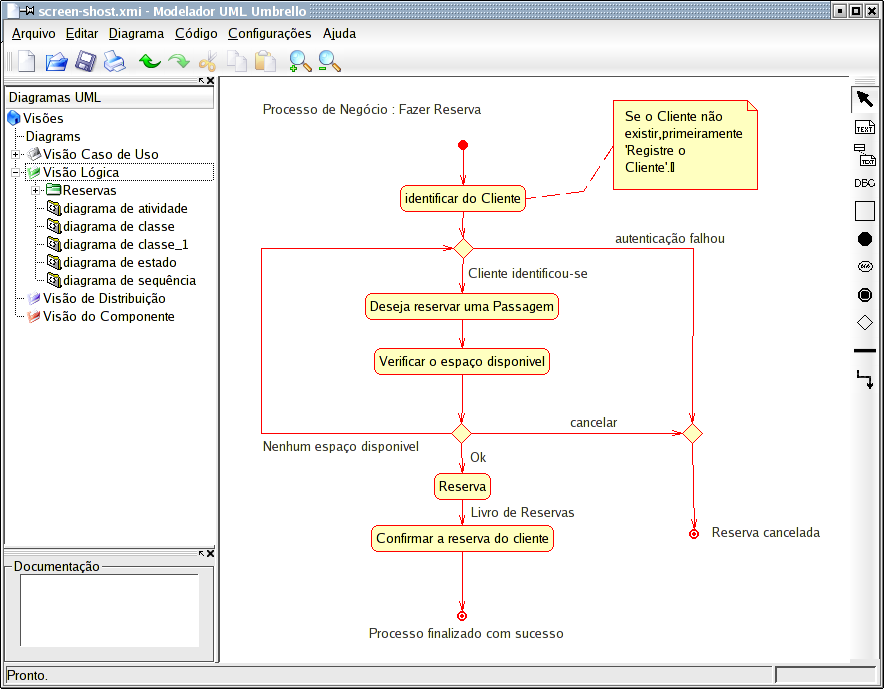 screen-shost.xmi - Modelador UML Umbrello
Arquivo Editar Diagrama Código Configurações Ajuda
Diagramas UML
Visões
Diagrams
Visão Caso de Uso
Visão Lógica
Reservas
diagrama de atividade
diagrama de classe
diagrama de classe_1
diagrama de estado
diagrama de sequência
Visão de Distribuição
Visão do Componente
Documentação
Processo de Negócio : Fazer Reserva
Se o Cliente não
existir,primeiramente
'Registre o
Cliente'.
identificar do Cliente
autenticação falhou
Cliente identificou-se
Deseja reservar uma Passagem
Verificar o espaço disponivel
cancelar
Nenhum espaço disponivel
Ok
Reserva
Livro de Reservas
Confirmar a reserva do cliente
Reserva cancelada
Processo finalizado com sucesso
TEXT
TEXT
DBC
Pronto.